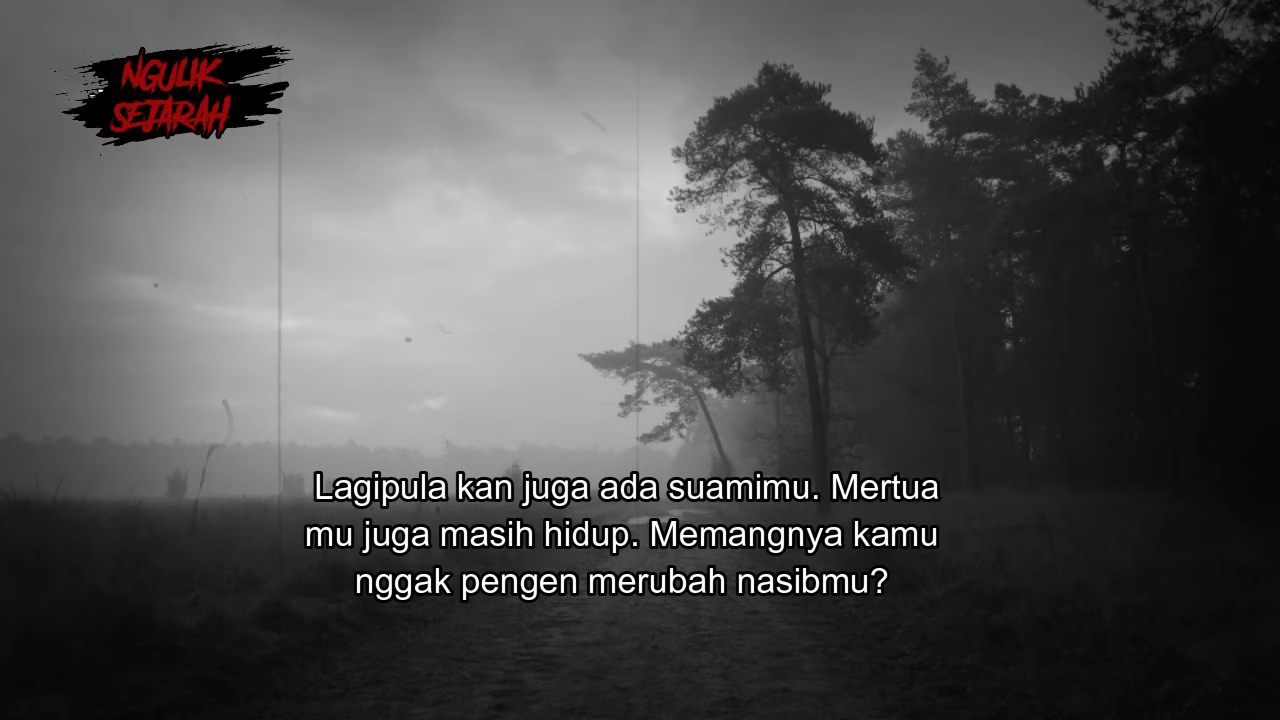 NGULIK
SEJARAH
Lagipula kan juga ada suamimu. Mertua
mu juga masih hidup. Memangnya kamu
nggak pengen merubah nasibmu?